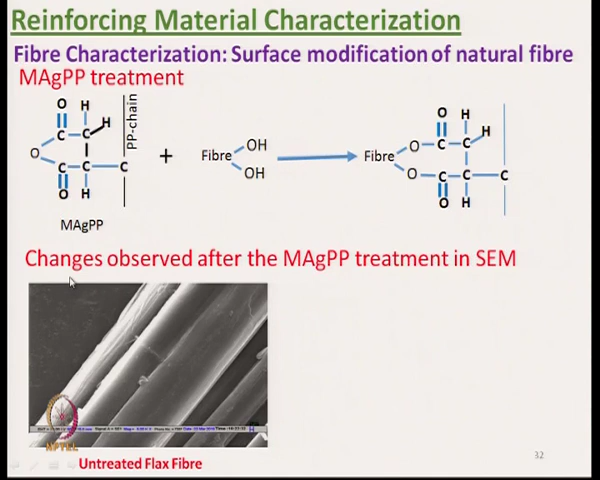 Reinforcing Material Characterization
Fibre Characterization: Surface modification of natural fibre
MAgPP treatment
O H
H
C C
O
C C C
O H
PP-chain
MAgPP
+
Fibre
OH
OH
Fibre
O H
H
O C C
O C C C
O H
Changes observed after the MAgPP treatment in SEM
NPTEL
Untreated Flax Fibre
32